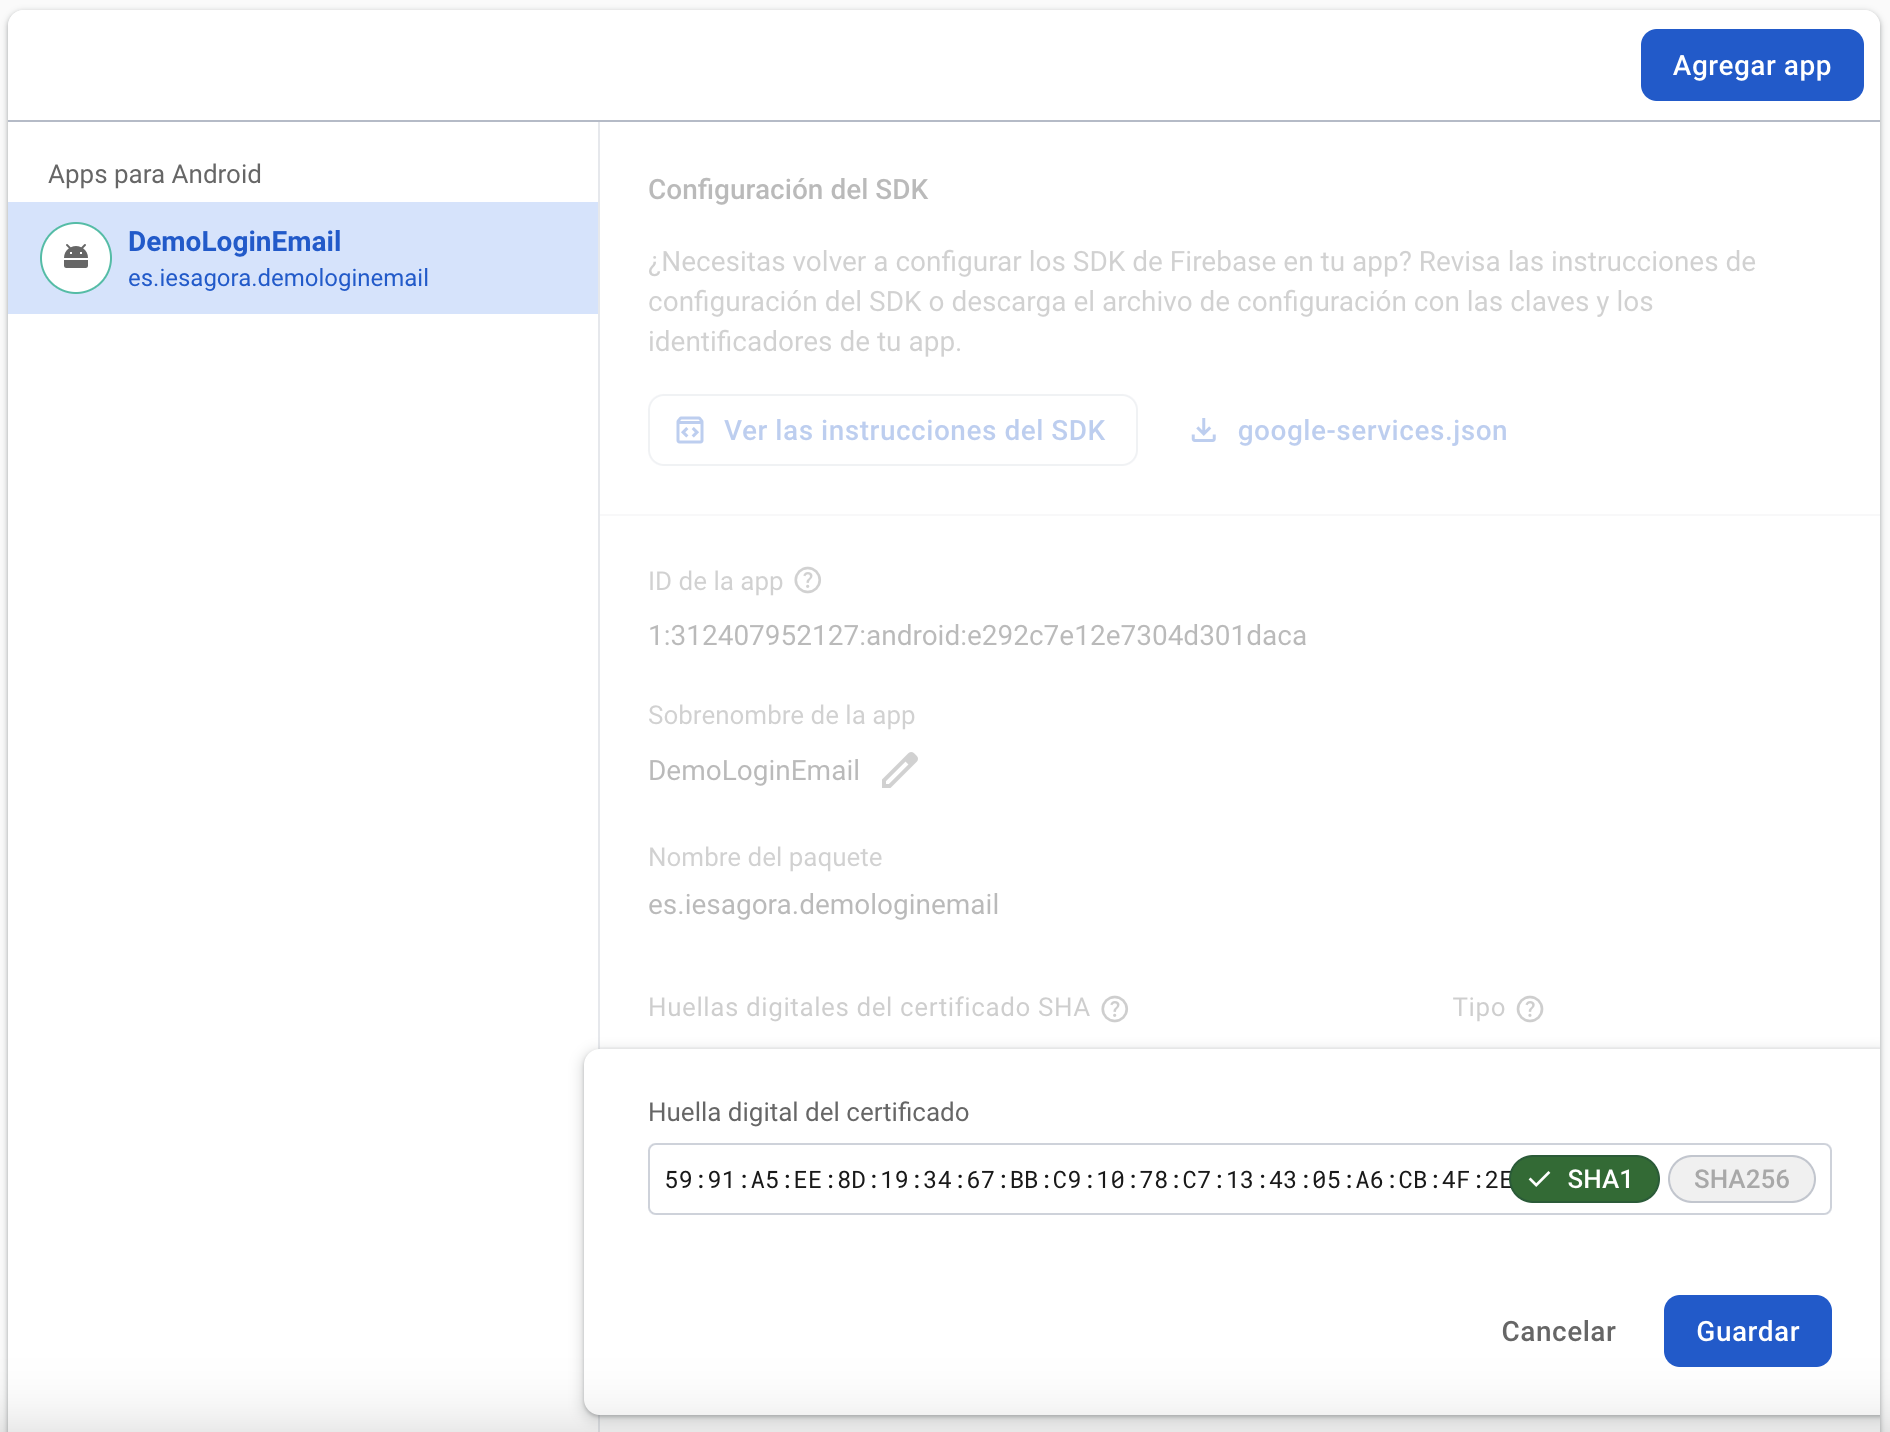 Agregar app
Apps para Android
DemoLoginEmail
es.iesagora.demologinemail
Configuración del SDK
¿Necesitas volver a configurar los SDK de Firebase en tu app? Revisa las instrucciones de
configuración del SDK o descarga el archivo de configuración con las claves y los
identificadores de tu app.
Ver las instrucciones del SDK
google-services.json
ID de la app
1:312407952127:android:e292c7e12e7304d301daca
Sobrenombre de la app
DemoLoginEmail
Nombre del paquete
es.iesagora.demologinemail
Huellas digitales del certificado SHA
Tipo
Huella digital del certificado
59:91:A5:EE:8D:19:34:67:BB:C9:10:78:C7:13:43:05:A6:CB:4F:2E
SHA1
SHA256
Cancelar
Guardar